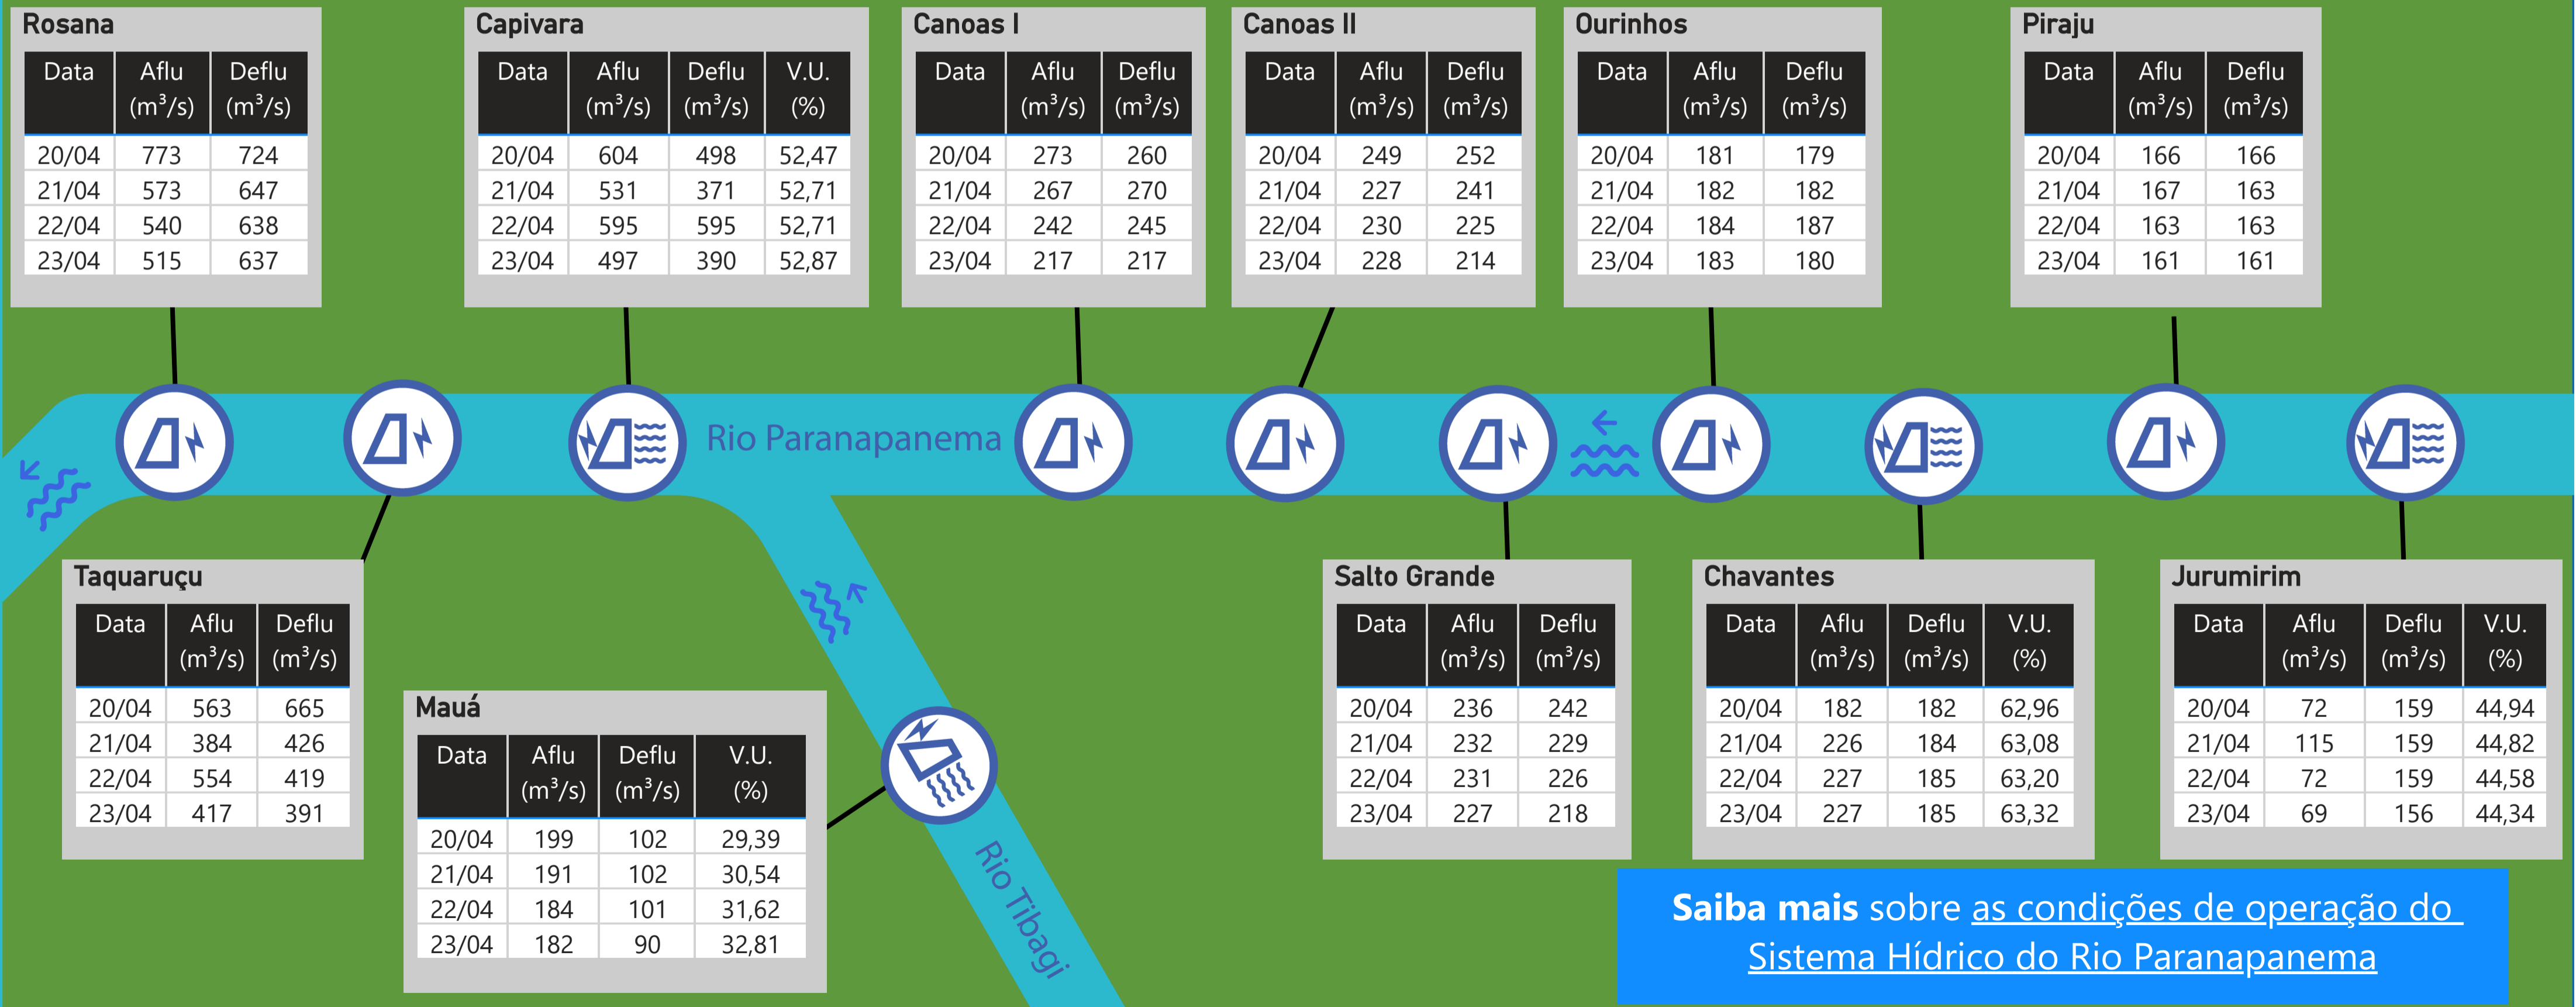 Rosana
Data Aflu Deflu
(m³/s) (m³/s)
20/04 773 724
21/04 573 647
22/04 540 638
23/04 515 637
Capivara
Data Aflu Deflu V.U.
(m³/s) (m³/s) (%)
20/04 604 498 52,47
21/04 531 371 52,71
22/04 595 595 52,71
23/04 497 390 52,87
Canoas I
Data Aflu Deflu
(m³/s) (m³/s)
20/04 273 260
21/04 267 270
22/04 242 245
23/04 217 217
Canoas II
Data Aflu Deflu
(m³/s) (m³/s)
20/04 249 252
21/04 227 241
22/04 230 225
23/04 228 214
Ourinhos
Data Aflu Deflu
(m³/s) (m³/s)
20/04 181 179
21/04 182 182
22/04 184 187
23/04 183 180
Piraju
Data Aflu Deflu
(m³/s) (m³/s)
20/04 166 166
21/04 167 163
22/04 163 163
23/04 161 161
Rio Paranapanema
Taquaruçu
Data Aflu Deflu
(m³/s) (m³/s)
20/04 563 665
21/04 384 426
22/04 554 419
23/04 417 391
Mauá
Data Aflu Deflu V.U.
(m³/s) (m³/s) (%)
20/04 199 102 29,39
21/04 191 102 30,54
22/04 184 101 31,62
23/04 182 90 32,81
Rio Tibagi
Salto Grande
Data Aflu Deflu
(m³/s) (m³/s)
20/04 236 242
21/04 232 229
22/04 231 226
23/04 227 218
Chavantes
Data Aflu Deflu V.U.
(m³/s) (m³/s) (%)
20/04 182 182 62,96
21/04 226 184 63,08
22/04 227 185 63,20
23/04 227 185 63,32
Jurumirim
Data Aflu Deflu V.U.
(m³/s) (m³/s) (%)
20/04 72 159 44,94
21/04 115 159 44,82
22/04 72 159 44,58
23/04 69 156 44,34
Saiba mais sobre as condições de operação do
Sistema Hídrico do Rio Paranapanema